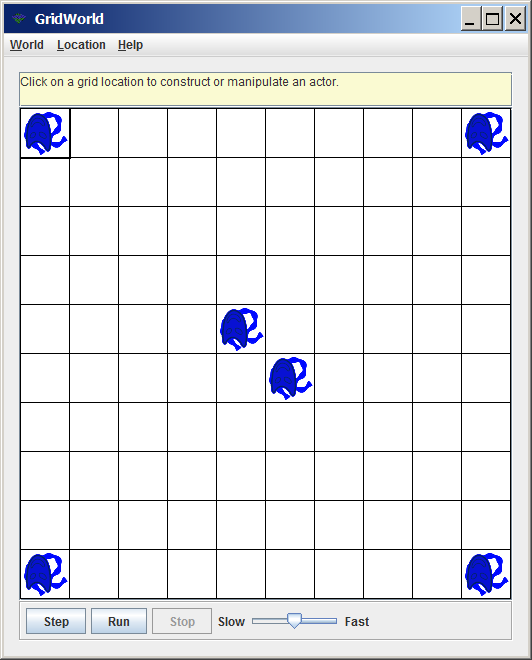 GridWorld
World Location Help
Click on a grid location to construct or manipulate an actor.
Step Run Stop Slow Fast